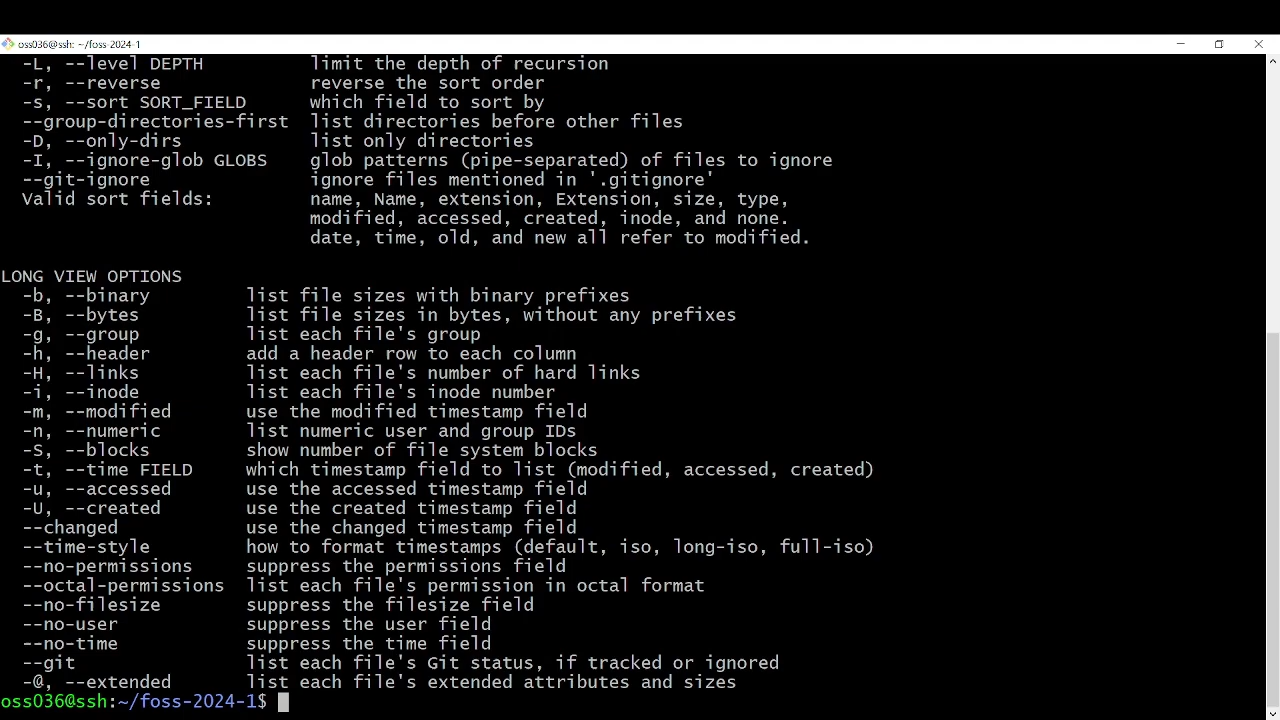 oss036@ssh: ~/foss-2024-1
-L, --level DEPTH limit the depth of recursion
-r, --reverse reverse the sort order
-s, --sort SORT_FIELD which field to sort by
--group-directories-first list directories before other files
-D, --only-dirs list only directories
-I, --ignore-glob GLOBS glob patterns (pipe-separated) of files to ignore
--git-ignore ignore files mentioned in '.gitignore'
Valid sort fields: name, Name, extension, Extension, size, type,
modified, accessed, created, inode, and none.
date, time, old, and new all refer to modified.
LONG VIEW OPTIONS
-b, --binary list file sizes with binary prefixes
-B, --bytes list file sizes in bytes, without any prefixes
-g, --group list each file's group
-h, --header add a header row to each column
-H, --links list each file's number of hard links
-i, --inode list each file's inode number
-m, --modified use the modified timestamp field
-n, --numeric list numeric user and group IDs
-S, --blocks show number of file system blocks
-t, --time FIELD which timestamp field to list (modified, accessed, created)
-u, --accessed use the accessed timestamp field
-U, --created use the created timestamp field
--changed use the changed timestamp field
--time-style how to format timestamps (default, iso, long-iso, full-iso)
--no-permissions suppress the permissions field
--octal-permissions list each file's permission in octal format
--no-filesize suppress the filesize field
--no-user suppress the user field
--no-time suppress the time field
--git list each file's Git status, if tracked or ignored
-@, --extended list each file's extended attributes and sizes
oss036@ssh:~/foss-2024-1$